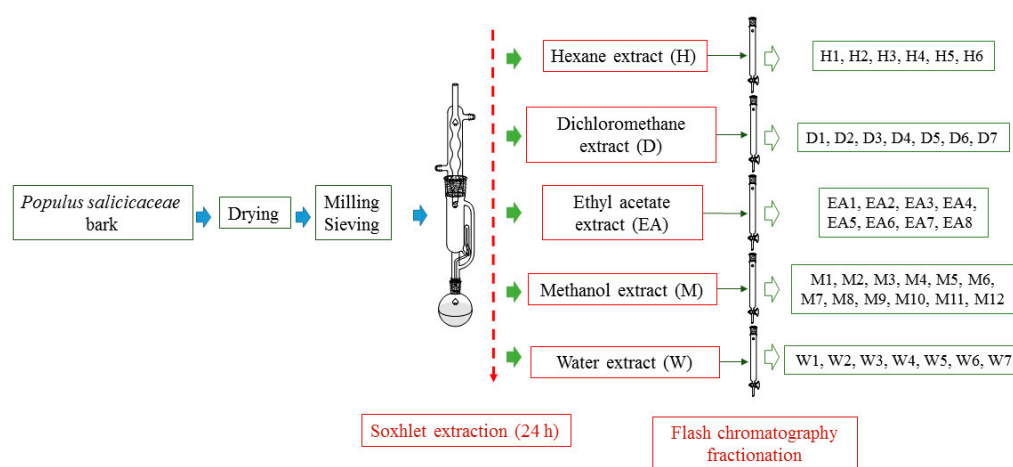 Populus salicicaceae
bark
Drying
Milling
Sieving
Hexane extract (H)
H1, H2, H3, H4, H5, H6
Dichloromethane
extract (D)
D1, D2, D3, D4, D5, D6, D7
Ethyl acetate
extract (EA)
EA1, EA2, EA3, EA4,
EA5, EA6, EA7, EA8
Methanol extract (M)
M1, M2, M3, M4, M5, M6,
M7, M8, M9, M10, M11, M12
Water extract (W)
W1, W2, W3, W4, W5, W6, W7
Soxhlet extraction (24 h)
Flash chromatography
fractionation